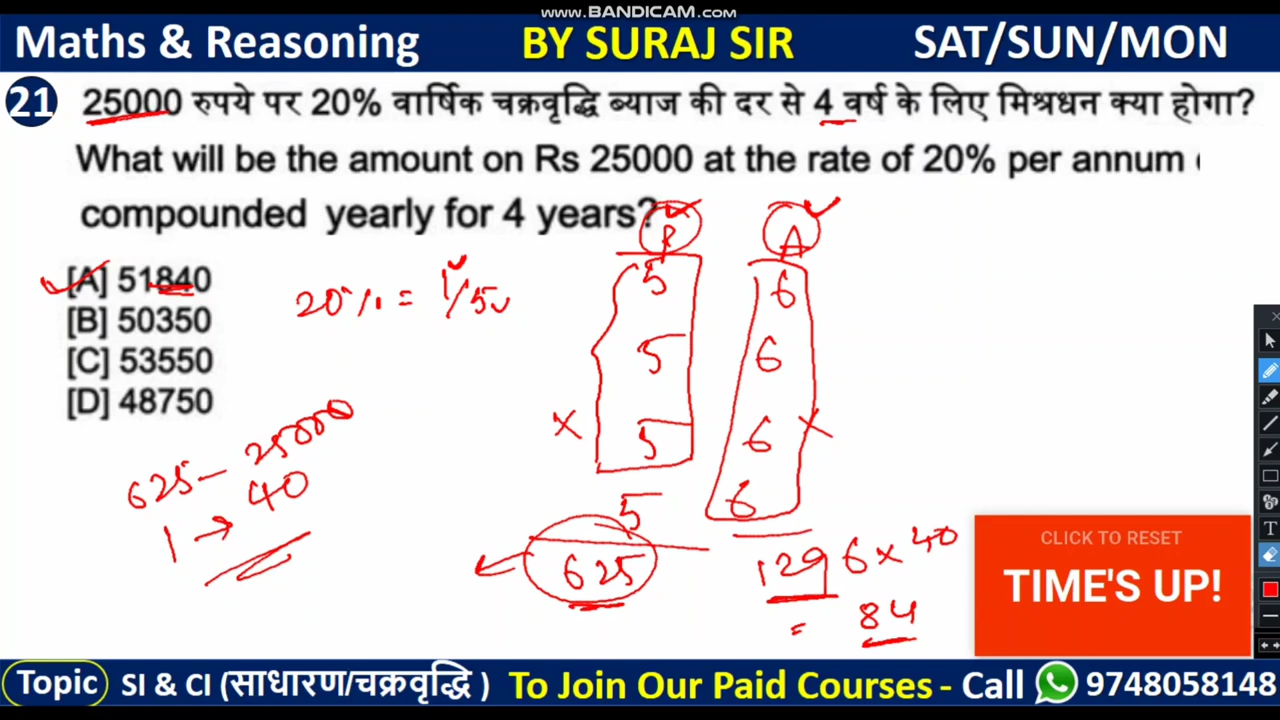 www.BANDICAM.com
Maths & Reasoning BY SURAJ SIR SAT/SUN/MON
21 25000 रुपये पर 20% वार्षिक चक्रवृद्धि ब्याज की दर से 4 वर्ष के लिए मिश्रधन क्या होगा?
What will be the amount on Rs 25000 at the rate of 20% per annum
compounded yearly for 4 years?
P A
[A] 51840
20% = 1/5
5 6
[B] 50350
5 6
[C] 53550
[D] 48750
× 5 6 ×
625 - 25000
1 → 40
5 6
625 1296 × 40
= 84
CLICK TO RESET
TIME'S UP!
Topic SI & CI (साधारण/चक्रवृद्धि ) To Join Our Paid Courses - Call 9748058148